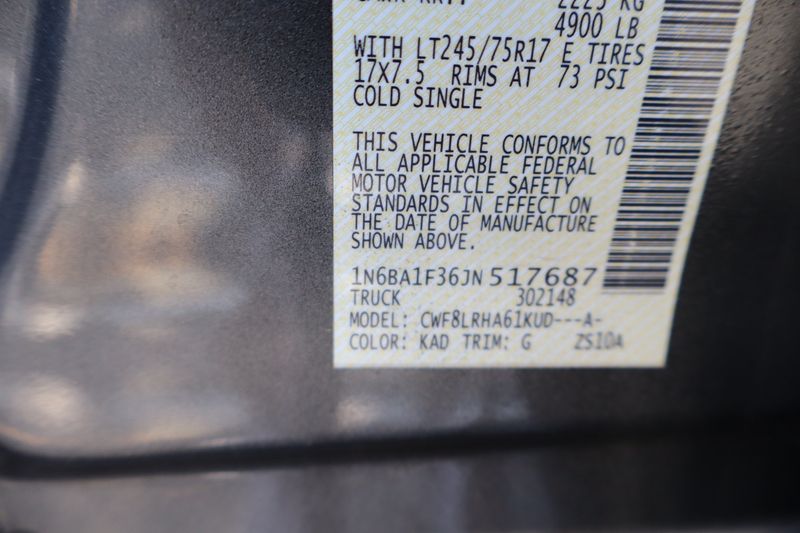 2225 KG
4900 LB
WITH LT245/75R17 E TIRES
17X7.5 RIMS AT 73 PSI
COLD SINGLE
THIS VEHICLE CONFORMS TO
ALL APPLICABLE FEDERAL
MOTOR VEHICLE SAFETY
STANDARDS IN EFFECT ON
THE DATE OF MANUFACTURE
SHOWN ABOVE.
1N6BA1F36JN517687
TRUCK 302148
MODEL: CWF8LRHA61KUD---A-
COLOR: KAD TRIM: G ZS10A